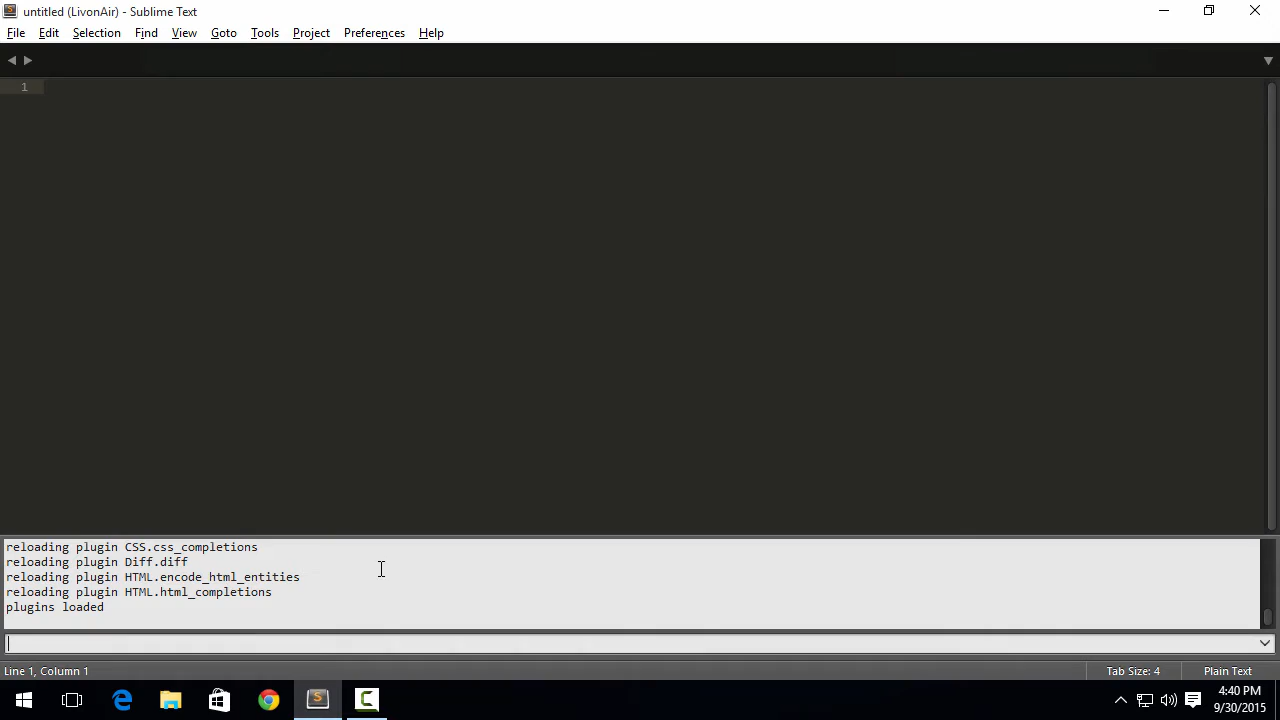 untitled (LivonAir) - Sublime Text
File Edit Selection Find View Goto Tools Project Preferences Help
1
reloading plugin CSS.css_completions
reloading plugin Diff.diff
reloading plugin HTML.encode_html_entities
reloading plugin HTML.html_completions
plugins loaded
Line 1, Column 1 Tab Size: 4 Plain Text
4:40 PM
9/30/2015